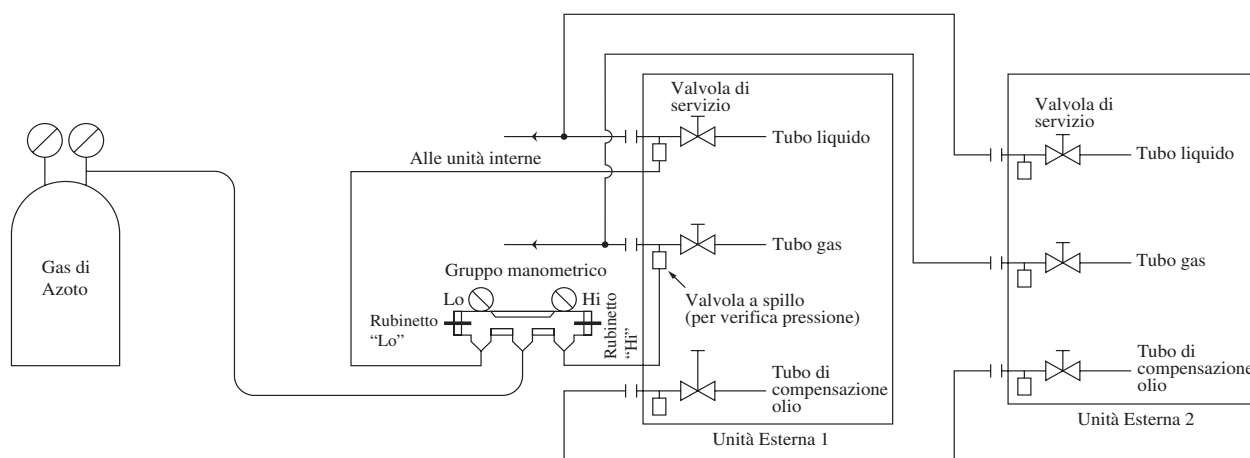 Valvola di
servizio
Tubo liquido
Alle unità interne
Tubo gas
Gruppo manometrico
Lo
Hi
Rubinetto
“Lo”
Rubinetto
“Hi”
Valvola a spillo
(per verifica pressione)
Tubo di
compensazione
olio
Unità Esterna 1
Gas di
Azoto
Valvola di
servizio
Tubo liquido
Tubo gas
Tubo di
compensazione
olio
Unità Esterna 2